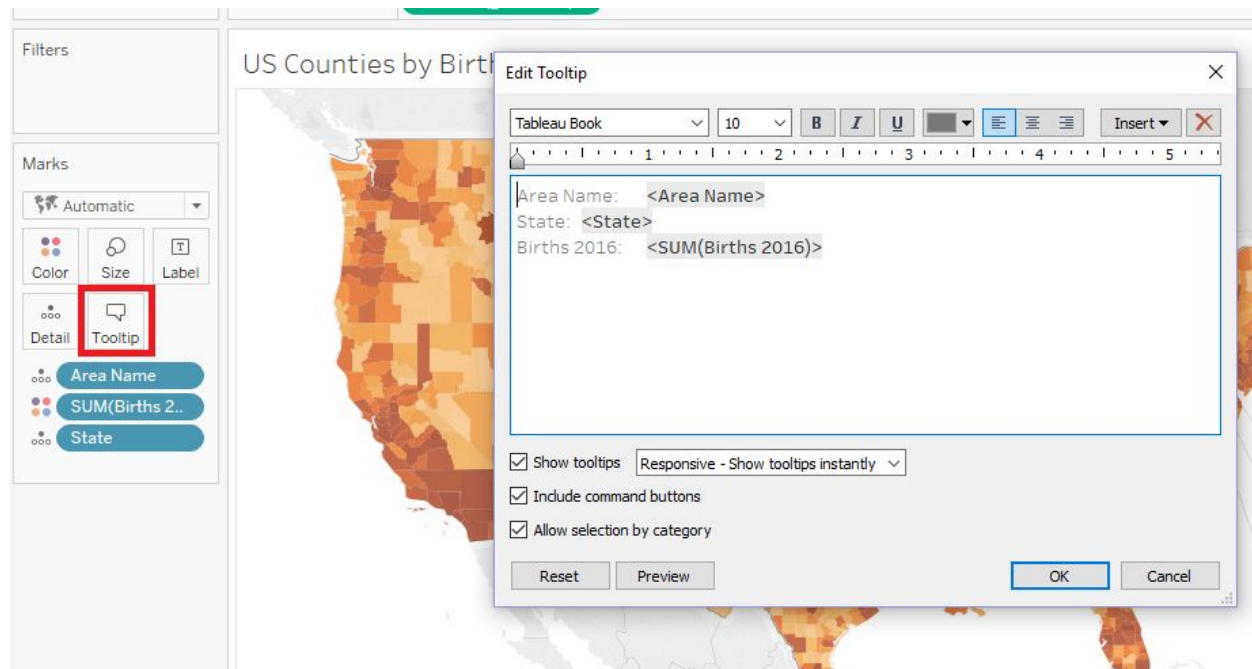 Filters
US Counties by Birth
Marks
Automatic
Color Size Label
Detail Tooltip
Area Name
SUM(Births 2..
State
Edit Tooltip
Tableau Book 10 B I U Insert
1 2 3 4 5
Area Name: <Area Name>
State: <State>
Births 2016: <SUM(Births 2016)>
Show tooltips Responsive - Show tooltips instantly
Include command buttons
Allow selection by category
Reset Preview OK Cancel